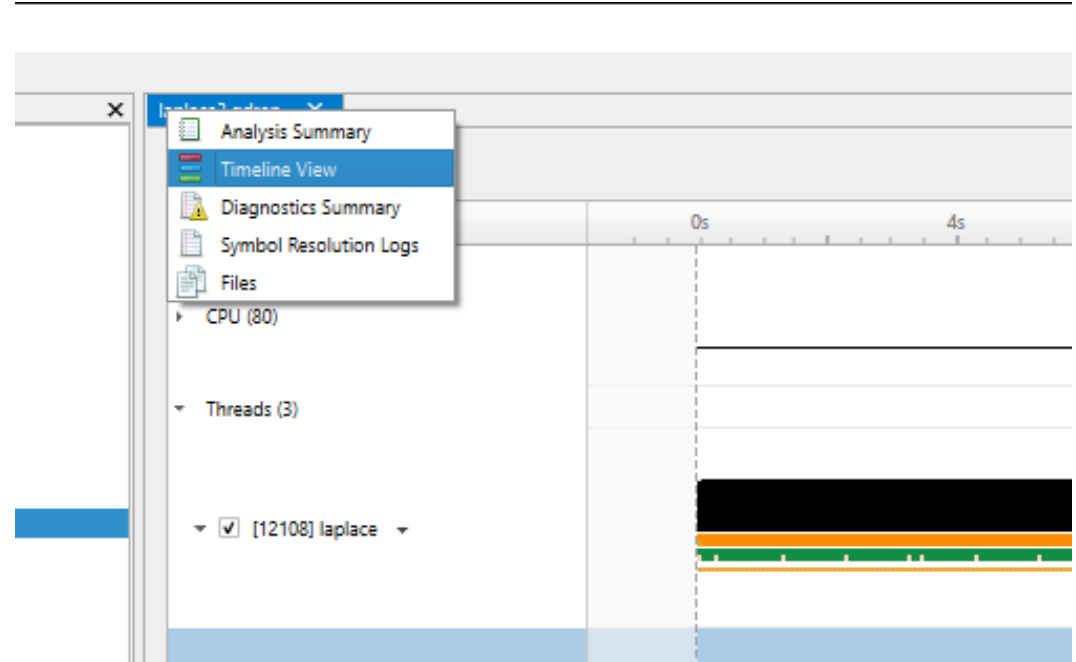 Analysis Summary
Timeline View
Diagnostics Summary
Symbol Resolution Logs
Files
0s 4s
CPU (80)
Threads (3)
[12108] laplace